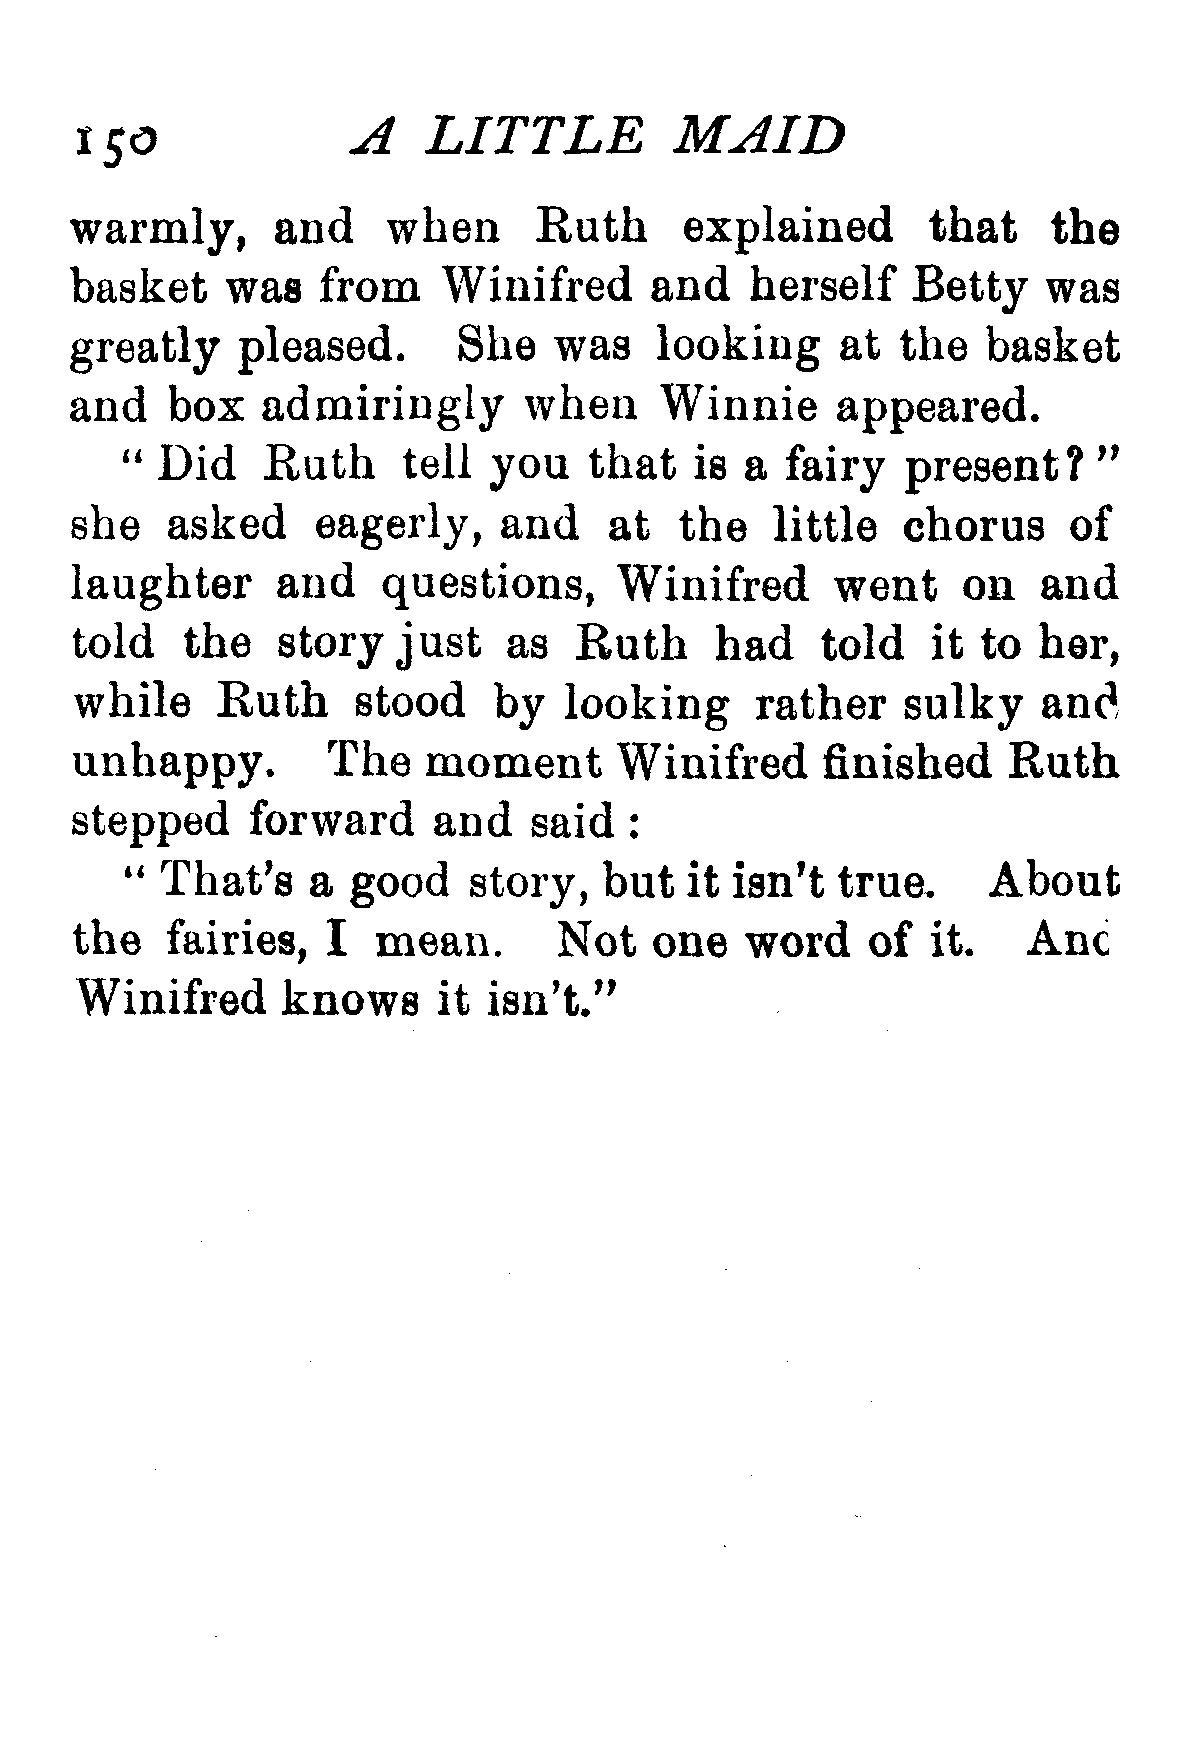 150 A LITTLE MAID
warmly, and when Ruth explained that the
basket was from Winifred and herself Betty was
greatly pleased. She was looking at the basket
and box admiringly when Winnie appeared.
“ Did Ruth tell you that is a fairy present? ”
she asked eagerly, and at the little chorus of
laughter and questions, Winifred went on and
told the story just as Ruth had told it to her,
while Ruth stood by looking rather sulky and
unhappy. The moment Winifred finished Ruth
stepped forward and said :
“ That’s a good story, but it isn’t true. About
the fairies, I mean. Not one word of it. And
Winifred knows it isn’t.”